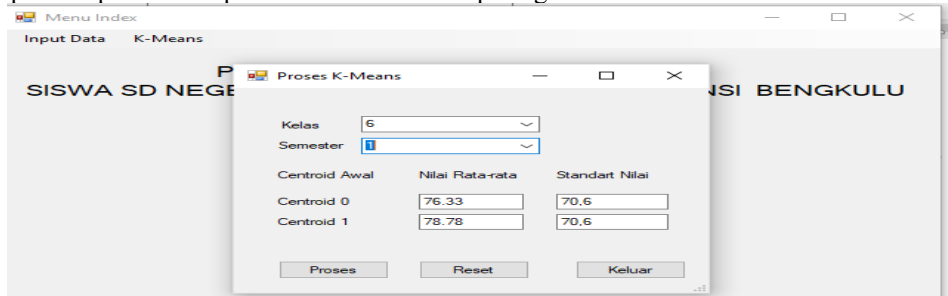 Menu Index
Input Data K-Means
P
SISWA SD NEGE NSI BENGKULU
Proses K-Means
Kelas 6
Semester 1
Centroid Awal Nilai Rata-rata Standart Nilai
Centroid 0 76.33 70,6
Centroid 1 78.78 70,6
Proses Reset Keluar